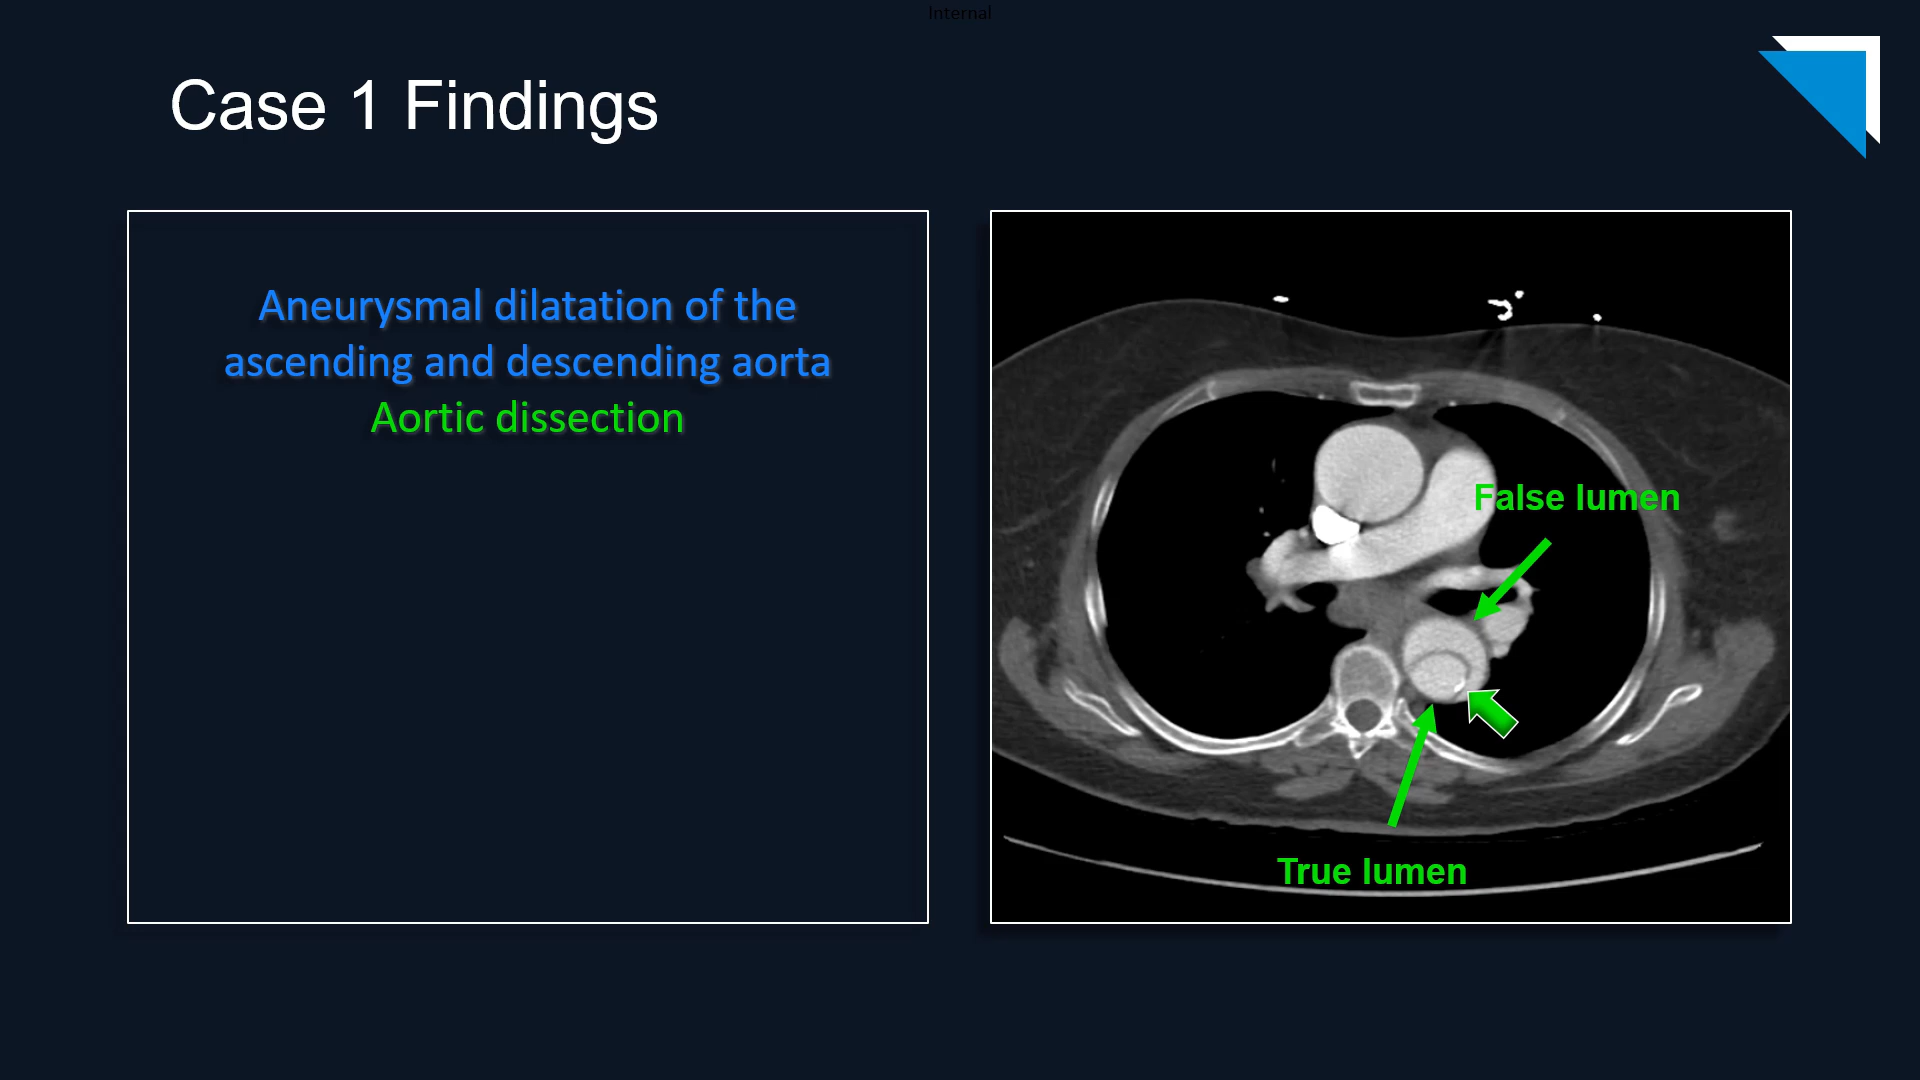 Internal
Case 1 Findings
Aneurysmal dilatation of the
ascending and descending aorta
Aortic dissection
False lumen
True lumen